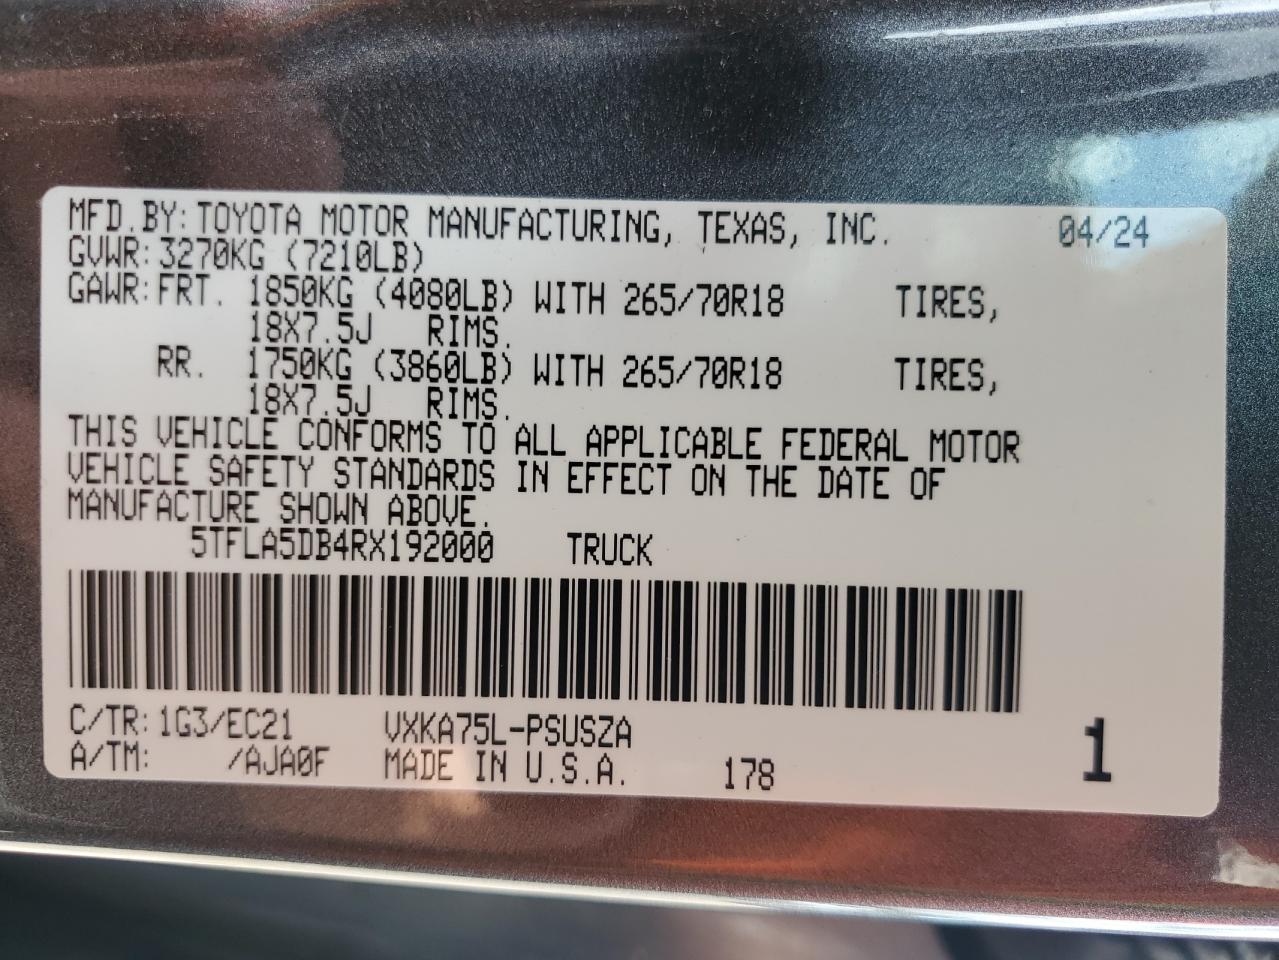 MFD.BY:TOYOTA MOTOR MANUFACTURING, TEXAS, INC. 04/24
GVWR:3270KG (7210LB)
GAWR:FRT. 1850KG (4080LB) WITH 265/70R18 TIRES,
18X7.5J RIMS.
RR. 1750KG (3860LB) WITH 265/70R18 TIRES,
18X7.5J RIMS.
THIS VEHICLE CONFORMS TO ALL APPLICABLE FEDERAL MOTOR
VEHICLE SAFETY STANDARDS IN EFFECT ON THE DATE OF
MANUFACTURE SHOWN ABOVE.
5TFLA5DB4RX192000 TRUCK
C/TR:1G3/EC21 VXKA75L-PSUSZA
A/TM: /AJA0F MADE IN U.S.A. 178 1